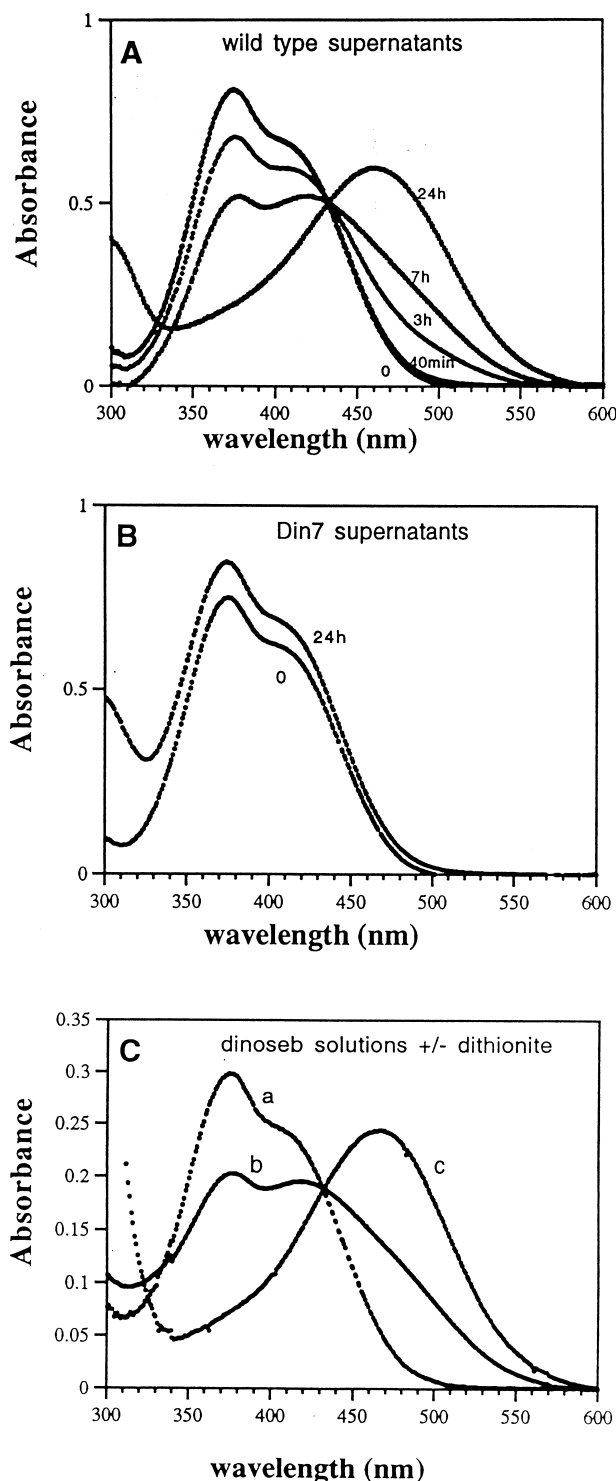 1
A
wild type supernatants
Absorbance
0.5
24h
7h
3h
40min
0
0
300 350 400 450 500 550 600
wavelength (nm)
1
B
Din7 supernatants
Absorbance
0.5
24h
0
0
300 350 400 450 500 550 600
wavelength (nm)
0.35
C
dinoseb solutions +/- dithionite
0.3
a
0.25
b
c
0.2
Absorbance
0.15
0.1
0.05
0
300 350 400 450 500 550 600
wavelength (nm)